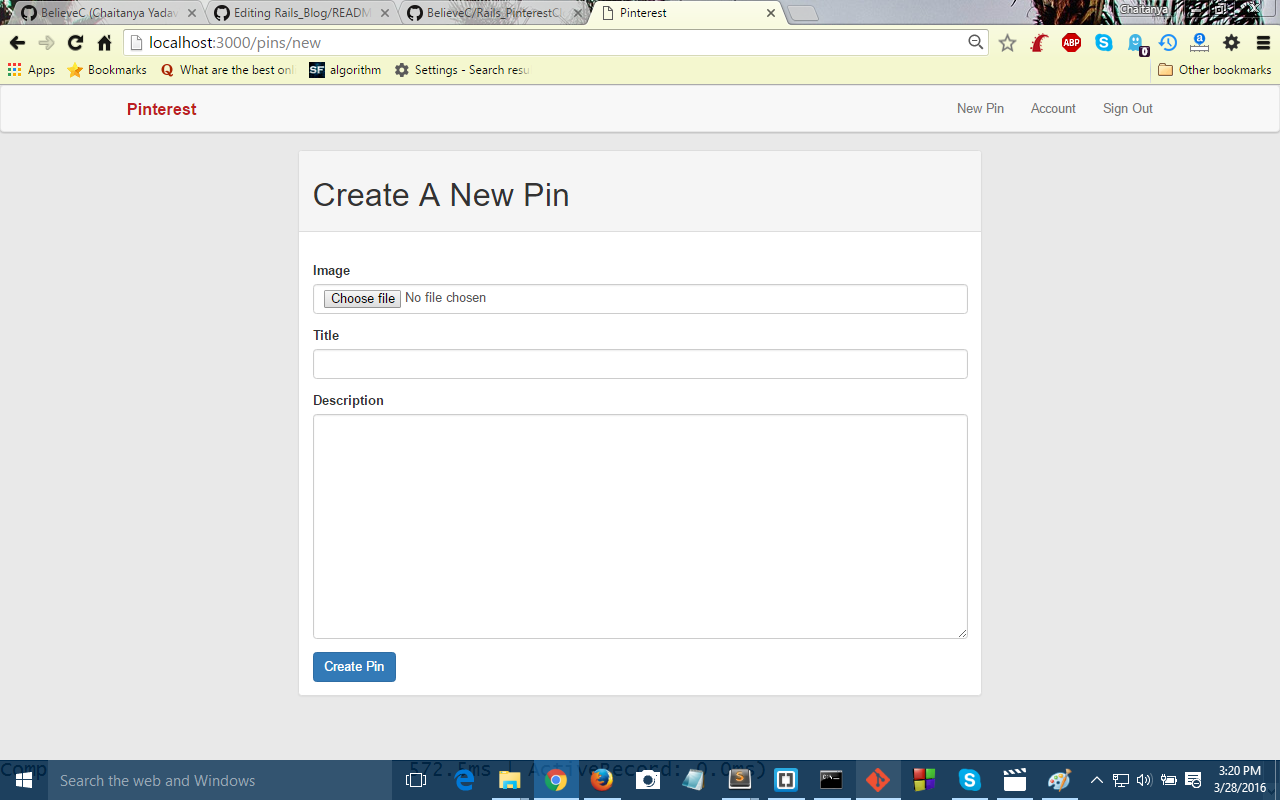 BelieveC (Chaitanya Yadav
Editing Rails_Blog/READM
BelieveC/Rails_PinterestCl
Pinterest
Chaitanya
localhost:3000/pins/new
ABP
0
Apps
Bookmarks
What are the best onl
SF
algorithm
Settings - Search resu
Other bookmarks
Pinterest
New Pin
Account
Sign Out
Create A New Pin
Image
Choose file No file chosen
Title
Description
Create Pin
Comp 572.5ms | ActiveRecord: 0.0ms)
Search the web and Windows
3:20 PM
3/28/2016